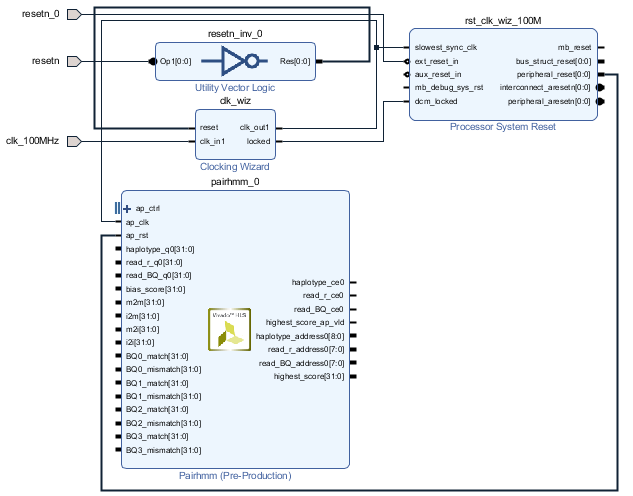 resetn_0
resetn
clk_100MHz
resetn_inv_0
Op1[0:0]
Res[0:0]
Utility Vector Logic
clk_wiz
reset
clk_in1
clk_out1
locked
Clocking Wizard
rst_clk_wiz_100M
slowest_sync_clk
ext_reset_in
aux_reset_in
mb_debug_sys_rst
dcm_locked
mb_reset
bus_struct_reset[0:0]
peripheral_reset[0:0]
interconnect_aresetn[0:0]
peripheral_aresetn[0:0]
Processor System Reset
pairhmm_0
ap_ctrl
ap_clk
ap_rst
haplotype_q0[31:0]
read_r_q0[31:0]
read_BQ_q0[31:0]
bias_score[31:0]
m2m[31:0]
i2m[31:0]
m2i[31:0]
i2i[31:0]
BQ0_match[31:0]
BQ0_mismatch[31:0]
BQ1_match[31:0]
BQ1_mismatch[31:0]
BQ2_match[31:0]
BQ2_mismatch[31:0]
BQ3_match[31:0]
BQ3_mismatch[31:0]
Vivado™ HLS
haplotype_ce0
read_r_ce0
read_BQ_ce0
highest_score_ap_vld
haplotype_address0[8:0]
read_r_address0[7:0]
read_BQ_address0[7:0]
highest_score[31:0]
Pairhmm (Pre-Production)